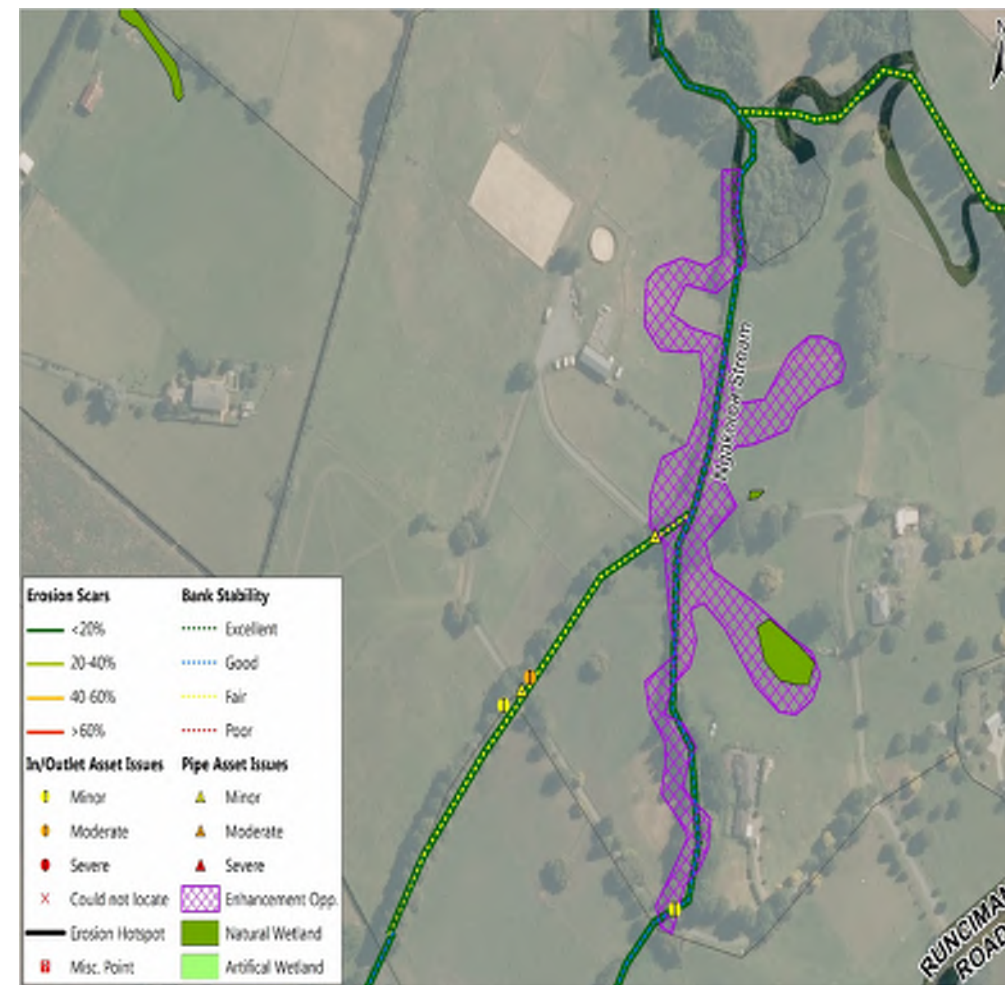 N
Stream
Erosion Scars
<20%
20-40%
40-60%
>60%
Bank Stability
Excellent
Good
Fair
Poor
In/Outlet Asset Issues
Minor
Moderate
Severe
Could not locate
Erosion Hotspot
Misc. Point
Pipe Asset Issues
Minor
Moderate
Severe
Enhancement Opp.
Natural Wetland
Artifical Wetland
RUNCIMAN
ROAD